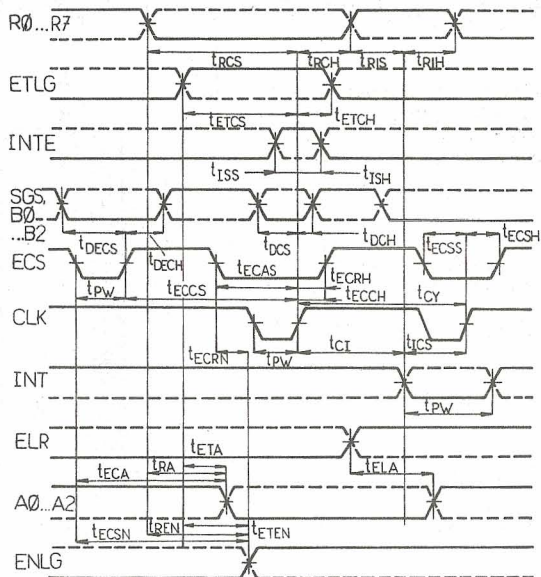 RØ...R7
tRCS tRCH tRIS tRIH
ETLG
tETCS tETCH
INTE
tISS tISH
SGS,
BØ
...B2
tDECS tDECH tDCS tDCH tECSS tECSH
ECS
tECAS tECRH
tPW tECCS tECCH tCY
CLK
tECRN tPW tCI tICS
INT
tPW
ELR
tETA
tECA tRA tELA
AØ...A2
tECSN tREN tETEN
ENLG